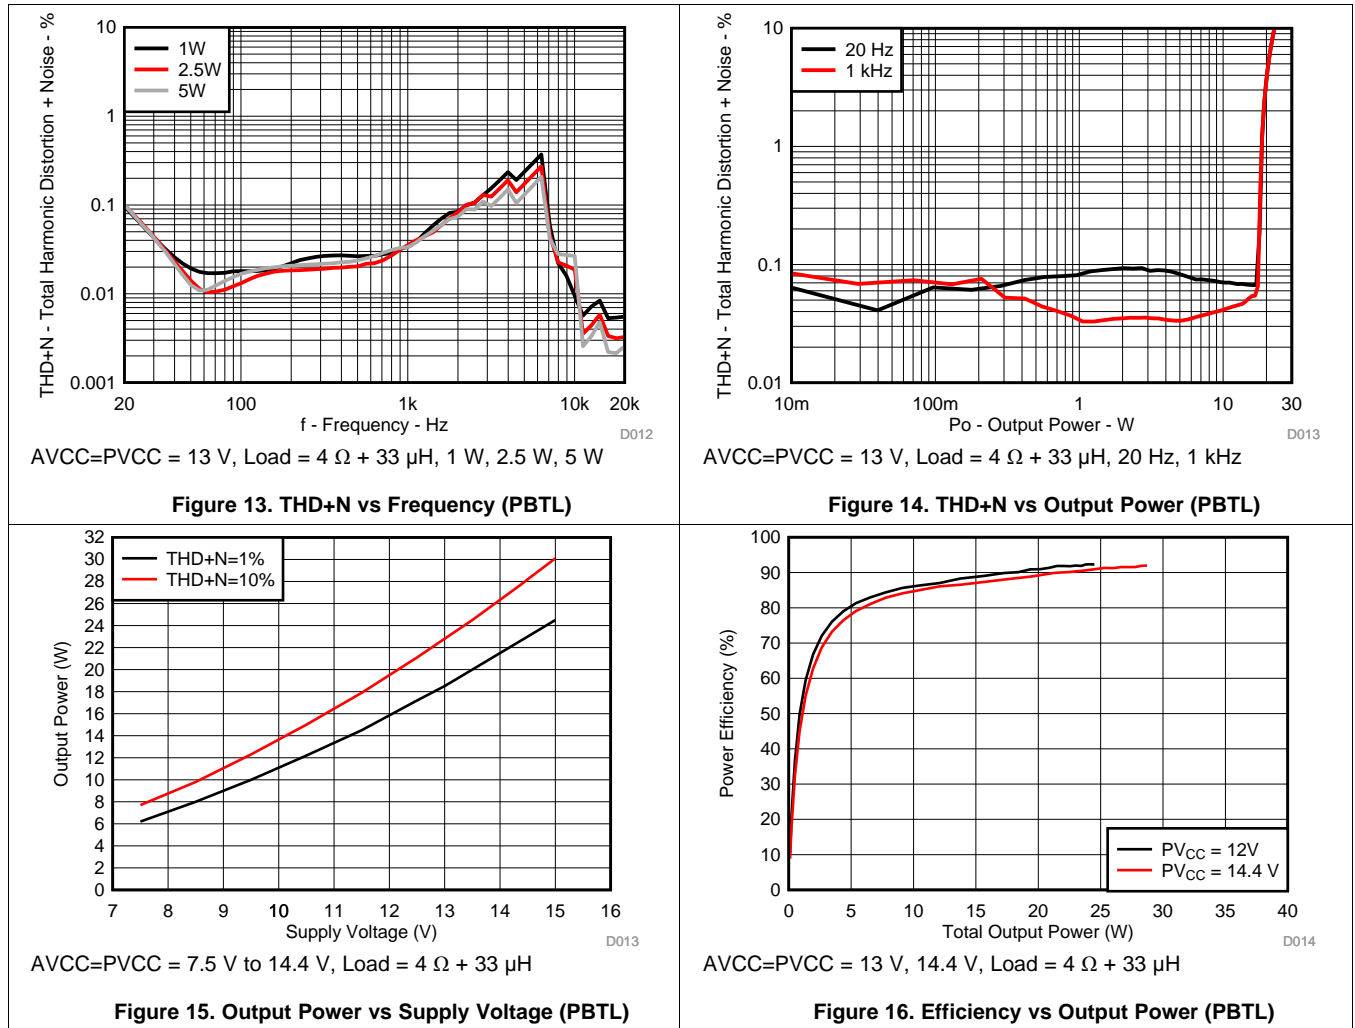 THD+N - Total Harmonic Distortion + Noise - %
10
1
0.1
0.01
0.001
1W
2.5W
5W
20
100
1k
10k
20k
f - Frequency - Hz
D012
AVCC=PVCC = 13 V, Load = 4 Ω + 33 µH, 1 W, 2.5 W, 5 W
Figure 13. THD+N vs Frequency (PBTL)
THD+N - Total Harmonic Distortion + Noise - %
10
1
0.1
0.01
20 Hz
1 kHz
10m
100m
1
10
30
Po - Output Power - W
D013
AVCC=PVCC = 13 V, Load = 4 Ω + 33 µH, 20 Hz, 1 kHz
Figure 14. THD+N vs Output Power (PBTL)
Output Power (W)
32
30
28
26
24
22
20
18
16
14
12
10
8
6
4
2
0
THD+N=1%
THD+N=10%
7
8
9
10
11
12
13
14
15
16
Supply Voltage (V)
D013
AVCC=PVCC = 7.5 V to 14.4 V, Load = 4 Ω + 33 µH
Figure 15. Output Power vs Supply Voltage (PBTL)
Power Efficiency (%)
100
90
80
70
60
50
40
30
20
10
0
PVCC = 12V
PVCC = 14.4 V
0
5
10
15
20
25
30
35
40
Total Output Power (W)
D014
AVCC=PVCC = 13 V, 14.4 V, Load = 4 Ω + 33 µH
Figure 16. Efficiency vs Output Power (PBTL)